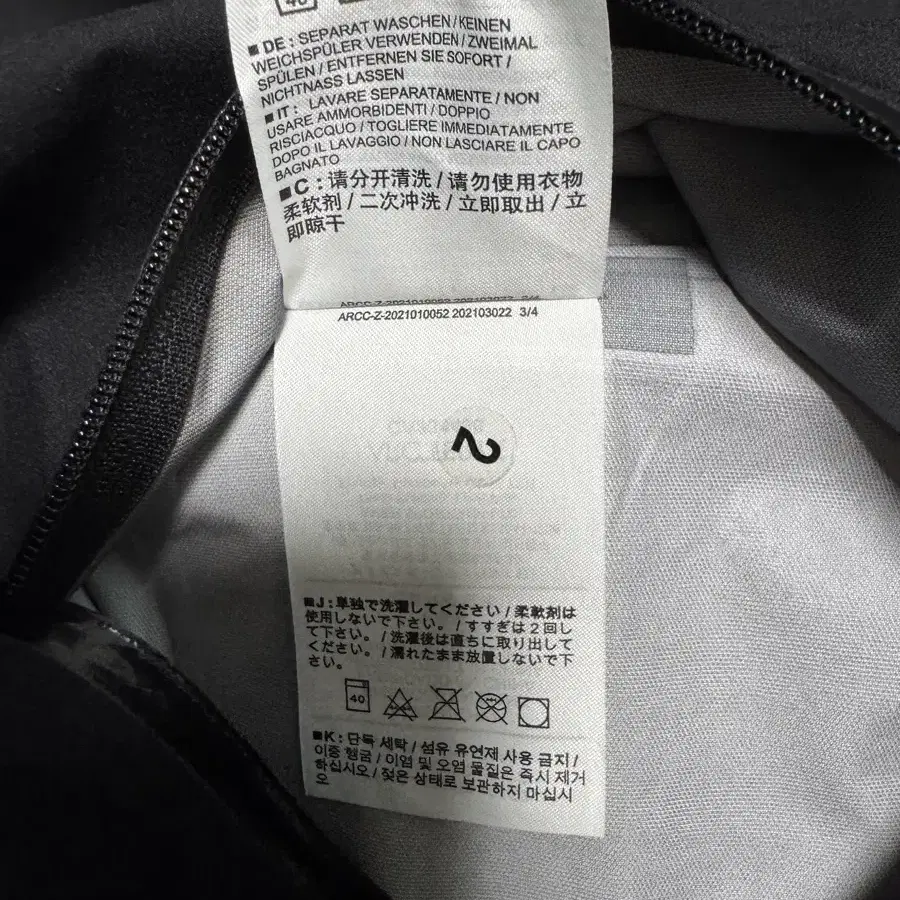 40
■ DE : SEPARAT WASCHEN / KEINEN
WEICHSPÜLER VERWENDEN / ZWEIMAL
SPÜLEN / ENTFERNEN SIE SOFORT /
NICHTNASS LASSEN
■ IT : LAVARE SEPARATAMENTE / NON
USARE AMMORBIDENTI / DOPPIO
RISCIACQUO / TOGLIERE IMMEDIATAMENTE
DOPO IL LAVAGGIO / NON LASCIARE IL CAPO
BAGNATO
■ C : 请分开清洗 / 请勿使用衣物
柔软剂 / 二次冲洗 / 立即取出 / 立
即晾干
ARCC-Z-2021010052 202103022 2/4
ARCC-Z-2021010052 202103022 3/4
2
■J : 単独で洗濯してください / 柔軟剤は
使用しないで下さい。/ すすぎは2回し
て下さい。/ 洗濯後は直ちに取り出して
ください。/ 濡れたまま放置しないで下
さい。
40
■K : 단독 세탁 / 섬유 유연제 사용 금지 /
이중 헹굼 / 이염 및 오염 물질은 즉시 제거
하십시오 / 젖은 상태로 보관하지 마십시
오